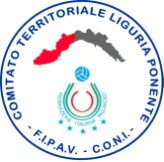 COMITATO TERRITORIALE LIGURIA PONENTE
- F.I.P.A.V. - C.O.N.I. -